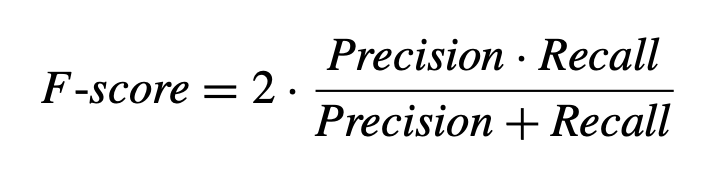 F-score = 2 · Precision · Recall / Precision + Recall